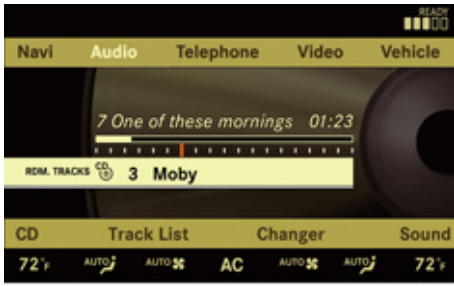 READY
Navi Audio Telephone Video Vehicle
7 One of these mornings 01:23
RDM. TRACKS CD 3 Moby
CD Track List Changer Sound
72°F AUTO AUTO AC AUTO AUTO 72°F